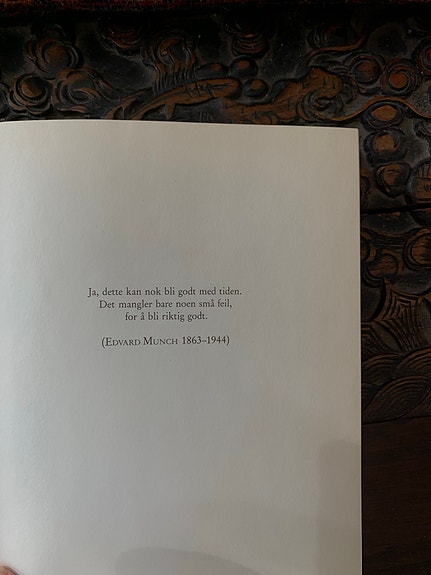 Ja, dette kan nok bli godt med tiden.
Det mangler bare noen små feil,
for å bli riktig godt.
(EDVARD MUNCH 1863–1944)